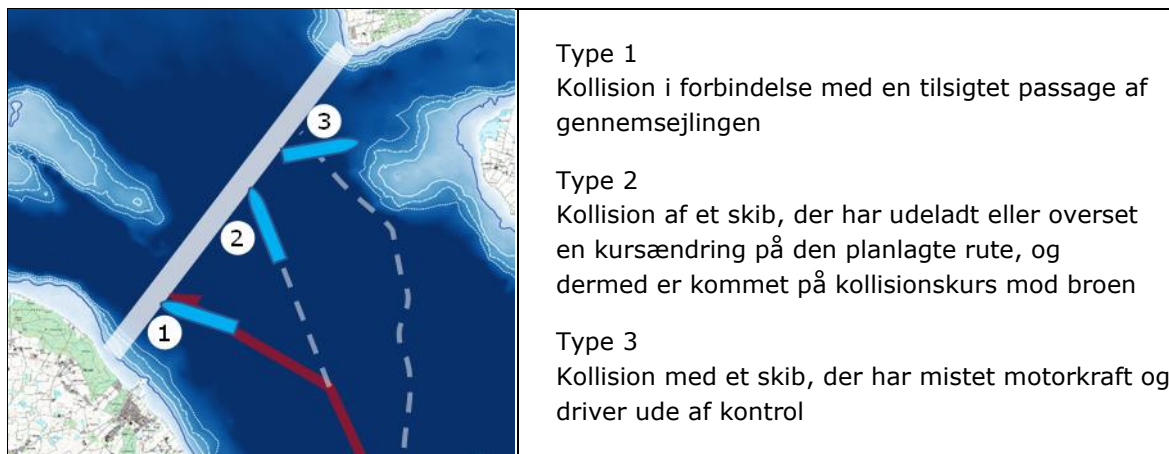 3
2
1
Type 1
Kollision i forbindelse med en tilsigtet passage af
gennemsejlingen
Type 2
Kollision af et skib, der har udeladt eller overset
en kursændring på den planlagte rute, og
dermed er kommet på kollisionskurs mod broen
Type 3
Kollision med et skib, der har mistet motorkraft og
driver ude af kontrol